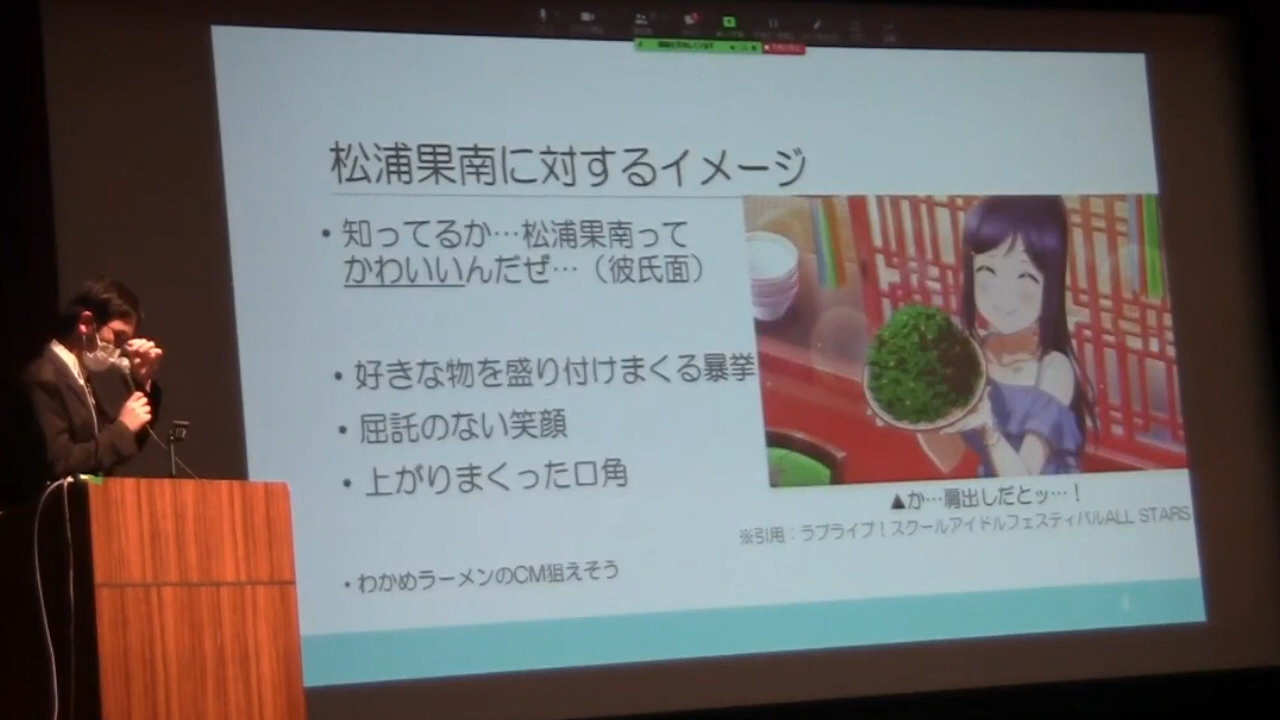 松浦果南に対するイメージ
・知ってるか…松浦果南って
かわいいんだぜ…（彼氏面）
・好きな物を盛り付けまくる暴挙
・屈託のない笑顔
・上がりまくった口角
・わかめラーメンのCM狙えそう
▲か…肩出しだとッ…！
※引用：ラブライブ！スクールアイドルフェスティバルALL STARS
4